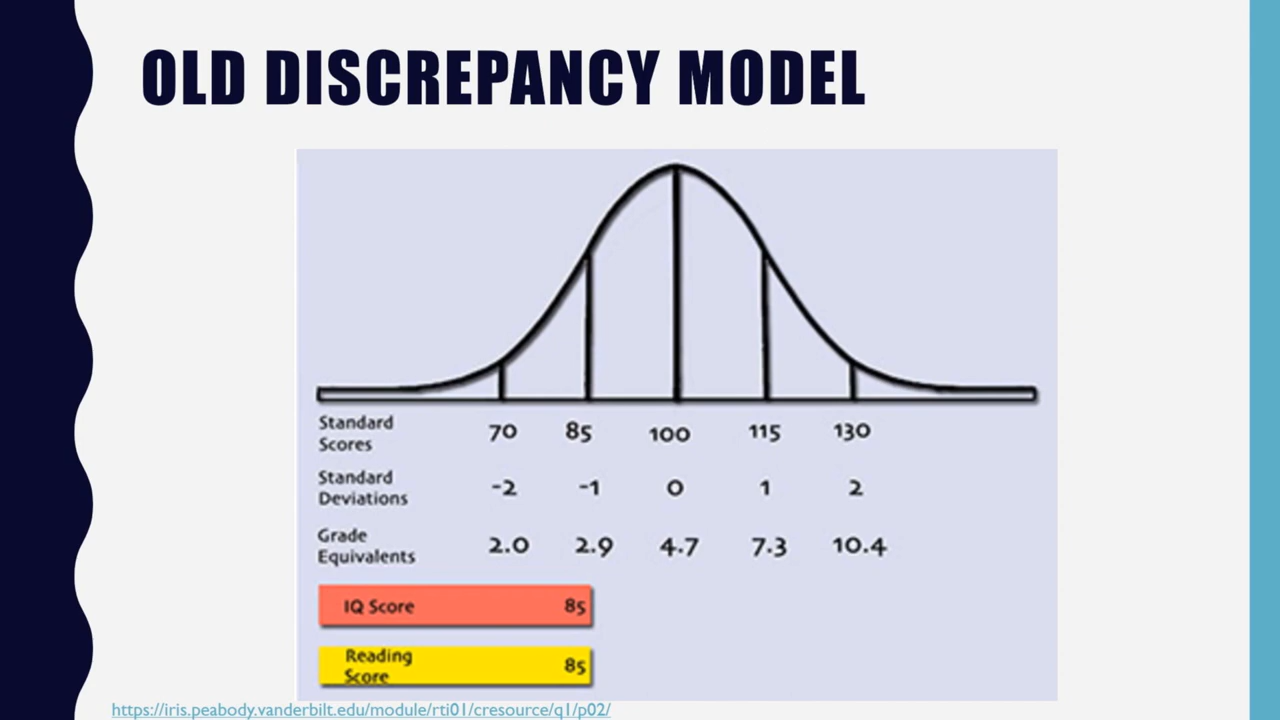 OLD DISCREPANCY MODEL
Standard
Scores
70 85 100 115 130
Standard
Deviations
-2 -1 0 1 2
Grade
Equivalents
2.0 2.9 4.7 7.3 10.4
IQ Score 85
Reading
Score
85
https://iris.peabody.vanderbilt.edu/module/rti01/cresource/q1/p02/